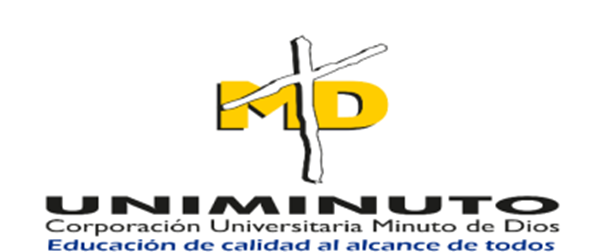 MD
UNIMINUTO
Corporación Universitaria Minuto de Dios
Educación de calidad al alcance de todos